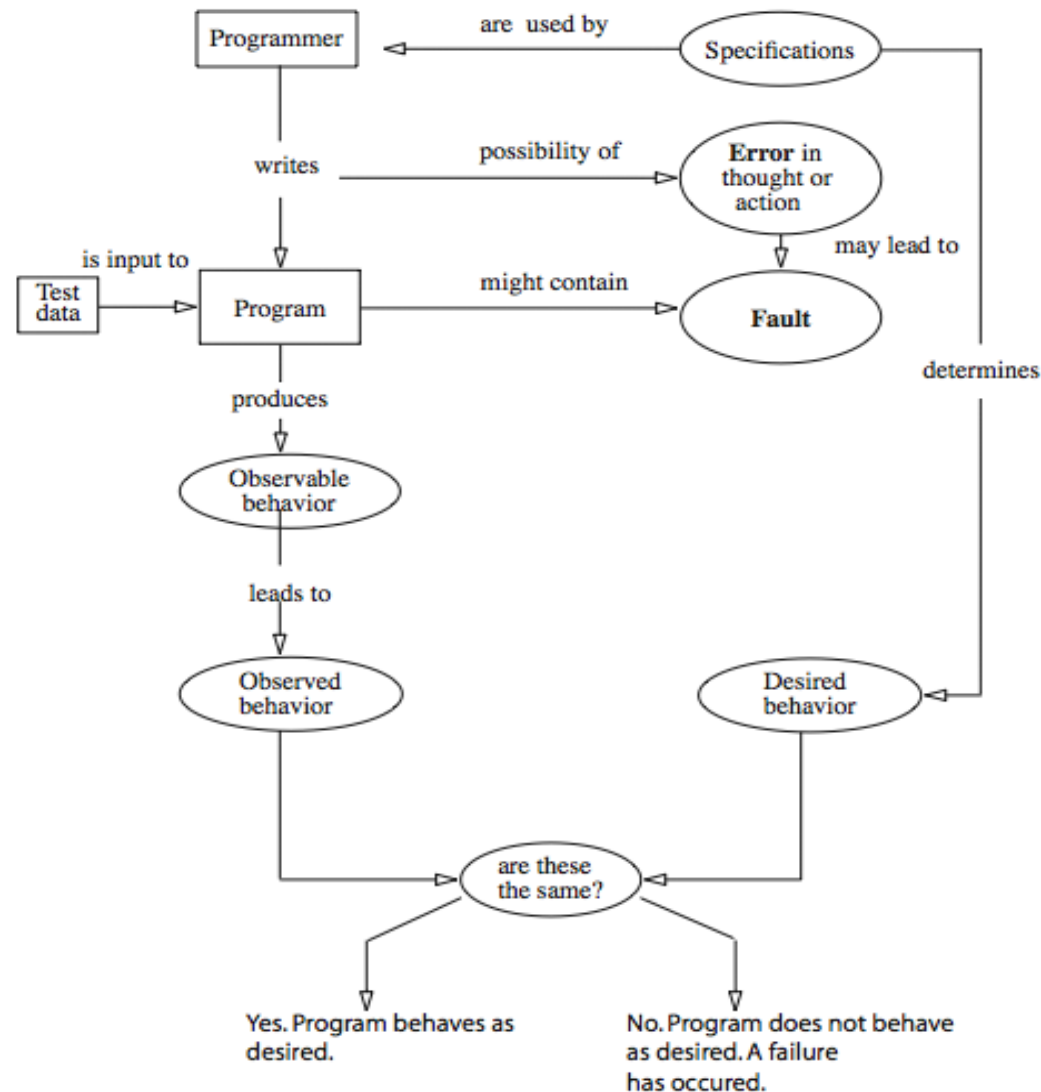 Programmer
are used by
Specifications
writes
possibility of
Error in
thought or
action
may lead to
is input to
Test
data
Program
might contain
Fault
determines
produces
Observable
behavior
leads to
Observed
behavior
Desired
behavior
are these
the same?
Yes. Program behaves as
desired.
No. Program does not behave
as desired. A failure
has occured.